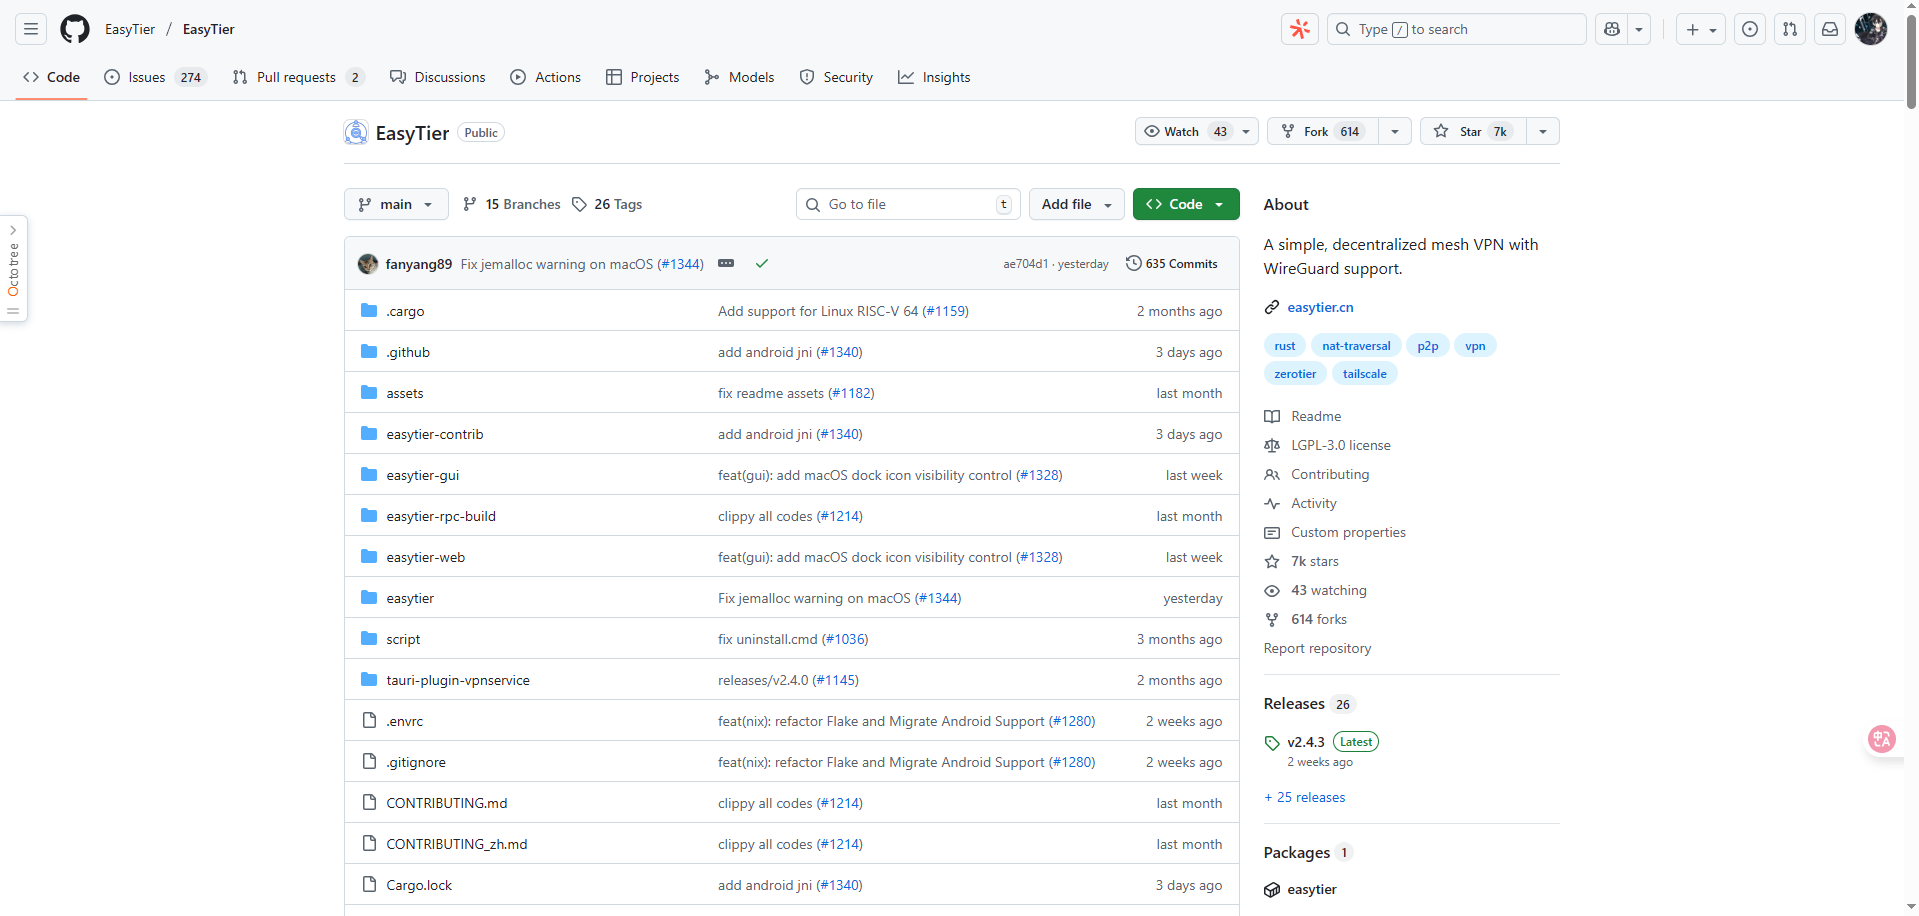 EasyTier / EasyTier
Type / to search
Code
Issues 274
Pull requests 2
Discussions
Actions
Projects
Models
Security
Insights
EasyTier Public
Watch 43
Fork 614
Star 7k
main
15 Branches
26 Tags
Go to file t
Add file
Code
fanyang89 Fix jemalloc warning on macOS (#1344)
ae704d1 · yesterday
635 Commits
.cargo Add support for Linux RISC-V 64 (#1159) 2 months ago
.github add android jni (#1340) 3 days ago
assets fix readme assets (#1182) last month
easytier-contrib add android jni (#1340) 3 days ago
easytier-gui feat(gui): add macOS dock icon visibility control (#1328) last week
easytier-rpc-build clippy all codes (#1214) last month
easytier-web feat(gui): add macOS dock icon visibility control (#1328) last week
easytier Fix jemalloc warning on macOS (#1344) yesterday
script fix uninstall.cmd (#1036) 3 months ago
tauri-plugin-vpnservice releases/v2.4.0 (#1145) 2 months ago
.envrc feat(nix): refactor Flake and Migrate Android Support (#1280) 2 weeks ago
.gitignore feat(nix): refactor Flake and Migrate Android Support (#1280) 2 weeks ago
CONTRIBUTING.md clippy all codes (#1214) last month
CONTRIBUTING_zh.md clippy all codes (#1214) last month
Cargo.lock add android jni (#1340) 3 days ago
About
A simple, decentralized mesh VPN with
WireGuard support.
easytier.cn
rust nat-traversal p2p vpn
zerotier tailscale
Readme
LGPL-3.0 license
Contributing
Activity
Custom properties
7k stars
43 watching
614 forks
Report repository
Releases 26
v2.4.3 Latest
2 weeks ago
+ 25 releases
Packages 1
easytier
Octotree
中A